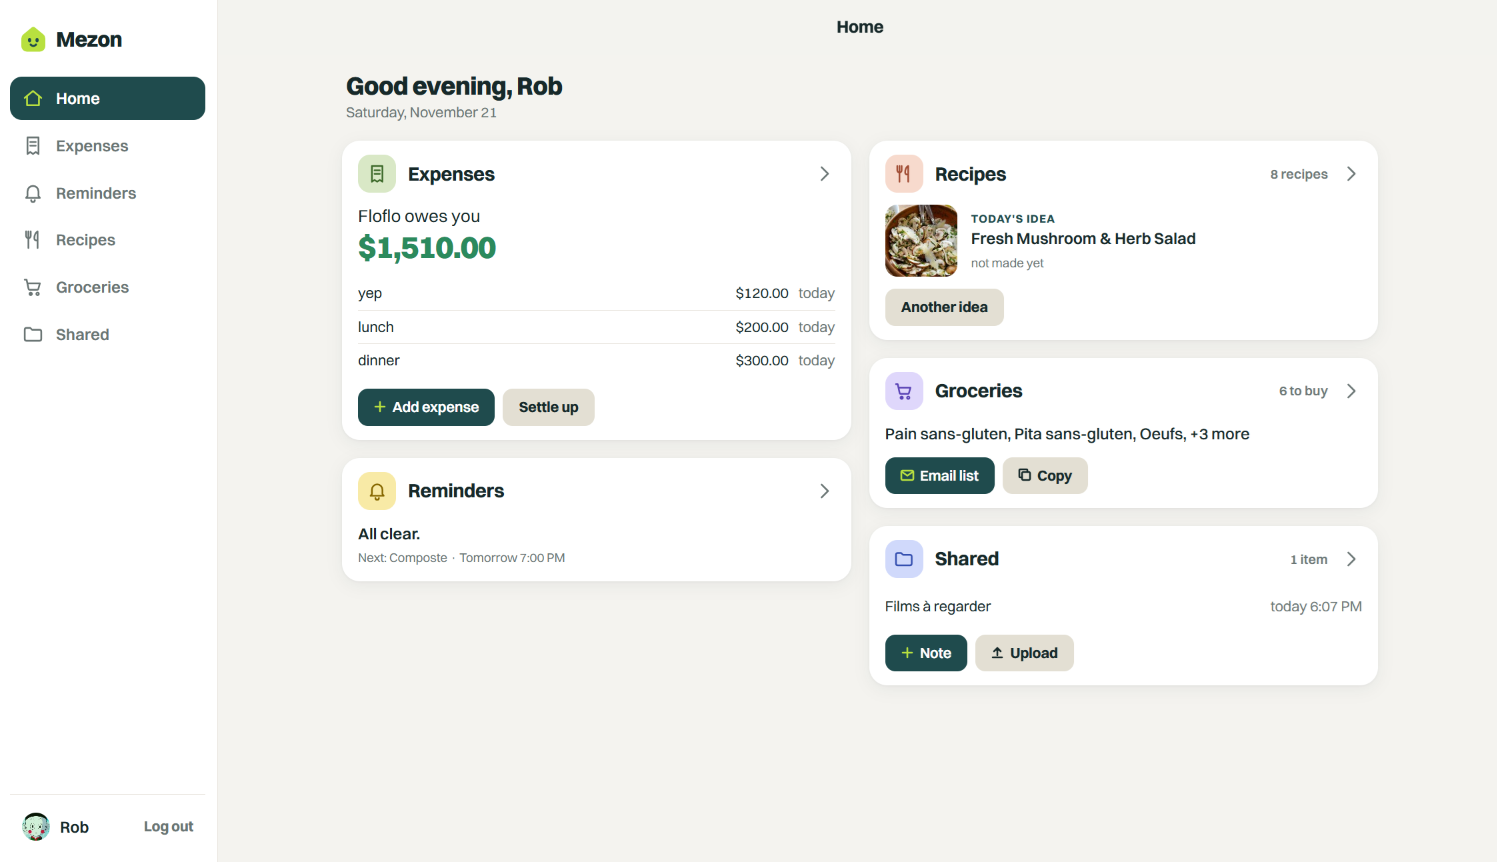 Mezon
Home
Expenses
Reminders
Recipes
Groceries
Shared
Rob
Log out
Home
Good evening, Rob
Saturday, November 21
Expenses
Floflo owes you
$1,510.00
yep $120.00 today
lunch $200.00 today
dinner $300.00 today
+ Add expense Settle up
Reminders
All clear.
Next: Composte · Tomorrow 7:00 PM
Recipes 8 recipes
TODAY'S IDEA
Fresh Mushroom & Herb Salad
not made yet
Another idea
Groceries 6 to buy
Pain sans-gluten, Pita sans-gluten, Oeufs, +3 more
Email list Copy
Shared 1 item
Films à regarder today 6:07 PM
+ Note Upload